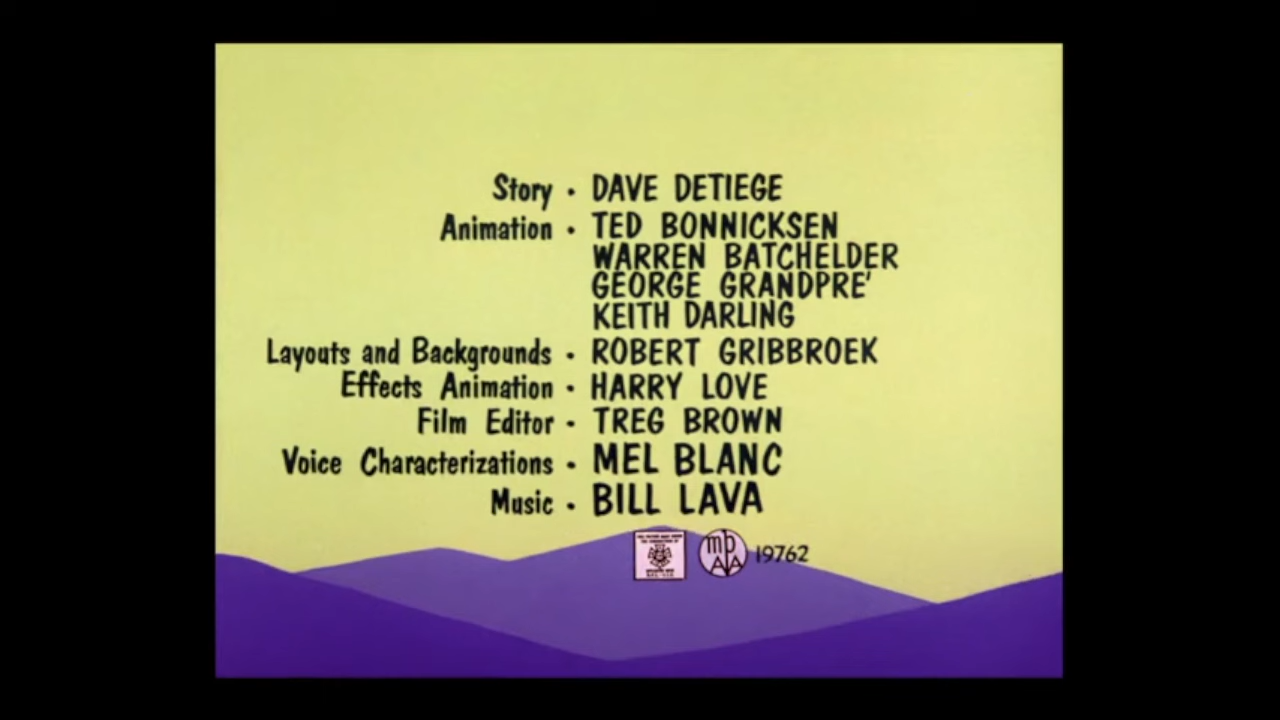 Story · DAVE DETIEGE
Animation · TED BONNICKSEN
WARREN BATCHELDER
GEORGE GRANDPRE'
KEITH DARLING
Layouts and Backgrounds · ROBERT GRIBBROEK
Effects Animation · HARRY LOVE
Film Editor · TREG BROWN
Voice Characterizations · MEL BLANC
Music · BILL LAVA
mpAA 19762